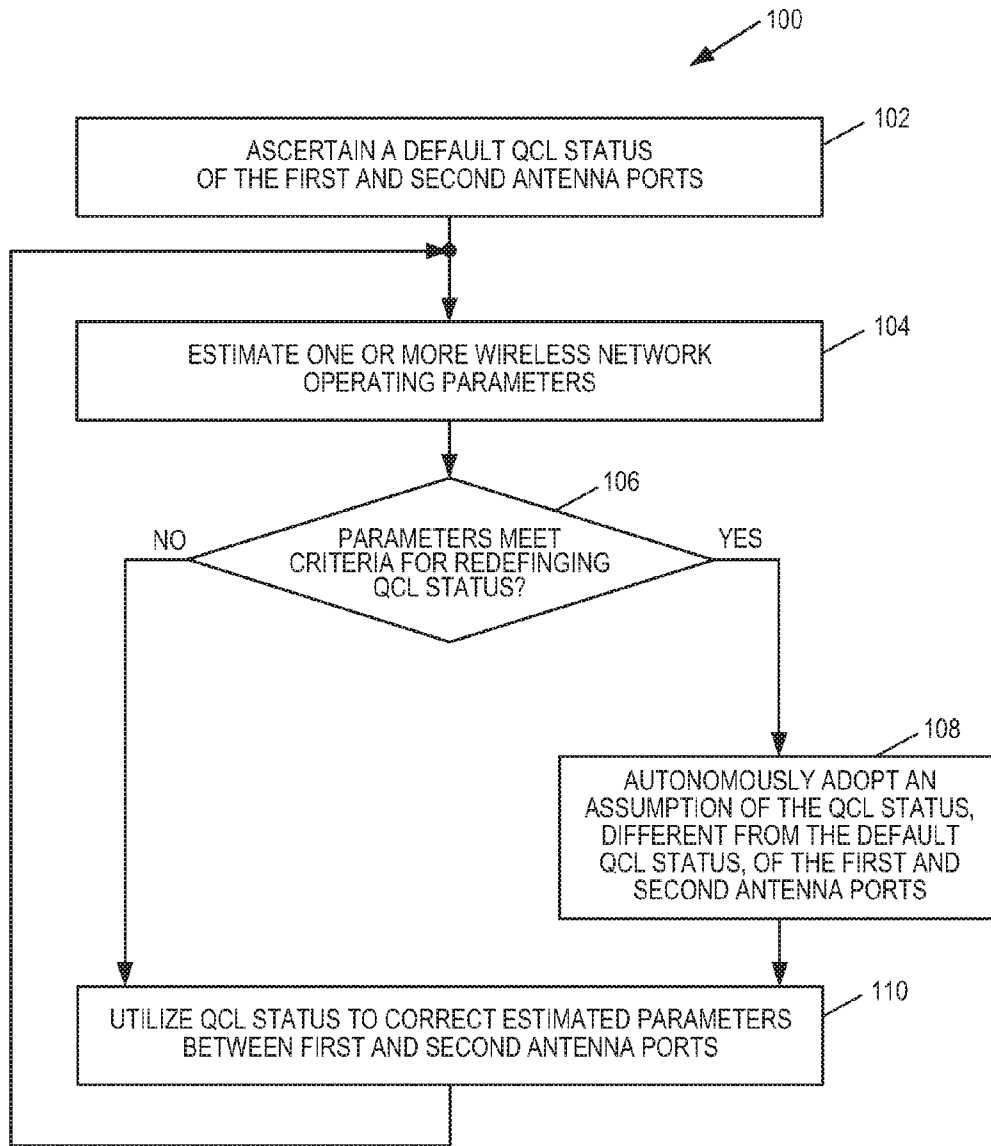 100
102
ASCERTAIN A DEFAULT QCL STATUS
OF THE FIRST AND SECOND ANTENNA PORTS
104
ESTIMATE ONE OR MORE WIRELESS NETWORK
OPERATING PARAMETERS
106
NO
YES
PARAMETERS MEET
CRITERIA FOR REDEFINGING
QCL STATUS?
108
AUTONOMOUSLY ADOPT AN
ASSUMPTION OF THE QCL STATUS,
DIFFERENT FROM THE DEFAULT
QCL STATUS, OF THE FIRST AND
SECOND ANTENNA PORTS
110
UTILIZE QCL STATUS TO CORRECT ESTIMATED PARAMETERS
BETWEEN FIRST AND SECOND ANTENNA PORTS